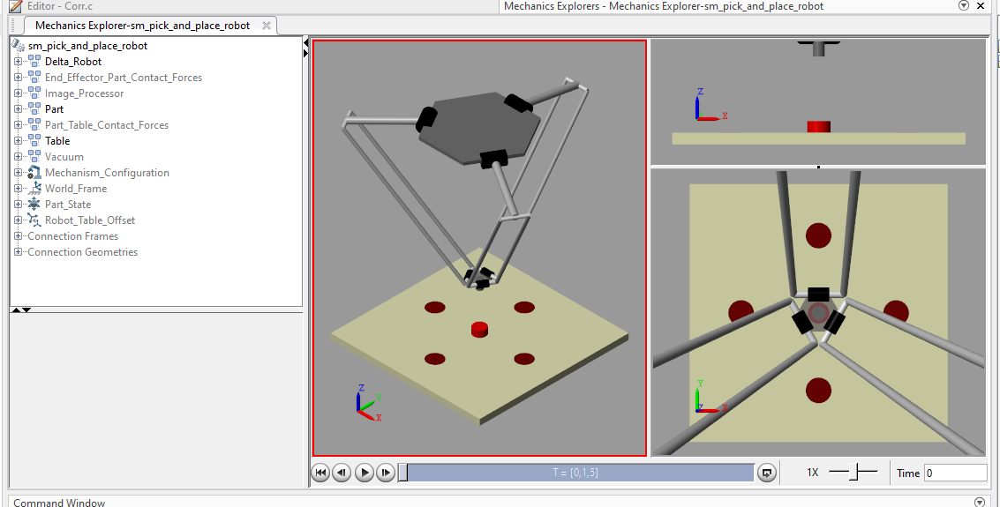 Editor - Corr.c
Mechanics Explorers - Mechanics Explorer-sm_pick_and_place_robot
Mechanics Explorer-sm_pick_and_place_robot
sm_pick_and_place_robot
Delta_Robot
End_Effector_Part_Contact_Forces
Image_Processor
Part
Part_Table_Contact_Forces
Table
Vacuum
Mechanism_Configuration
World_Frame
Part_State
Robot_Table_Offset
Connection Frames
Connection Geometries
Z
Y
X
Z
X
Y
Z
X
T = [0,1,5]
1X
Time
0
Command Window